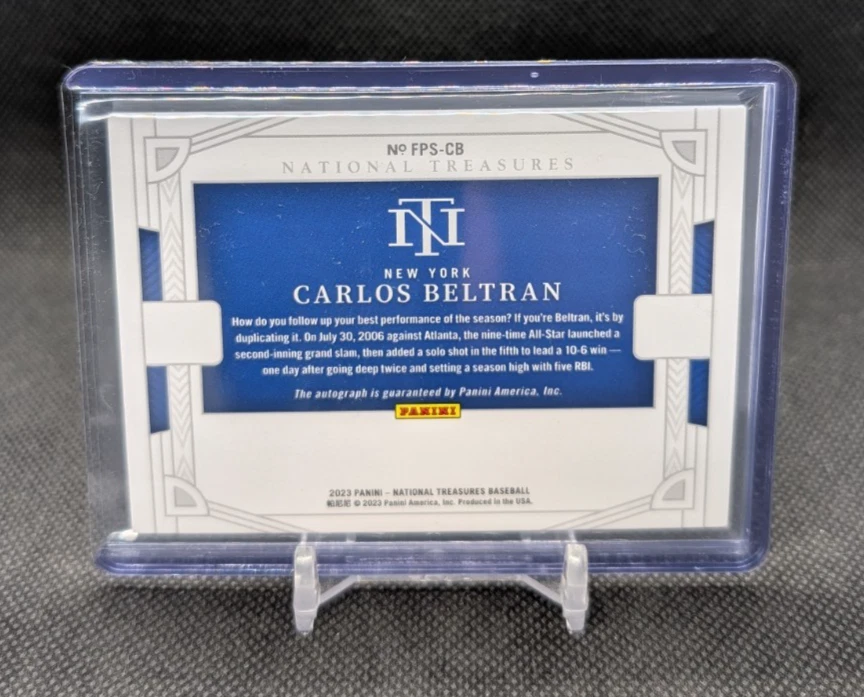 Nº FPS-CB
NATIONAL TREASURES
NT
NEW YORK
CARLOS BELTRAN
How do you follow up your best performance of the season? If you're Beltran, it's by
duplicating it. On July 30, 2006 against Atlanta, the nine-time All-Star launched a
second-inning grand slam, then added a solo shot in the fifth to lead a 10-6 win —
one day after going deep twice and setting a season high with five RBI.
The autograph is guaranteed by Panini America, Inc.
PANINI
2023 PANINI – NATIONAL TREASURES BASEBALL
帕尼尼 © 2023 Panini America, Inc. Produced in the USA.